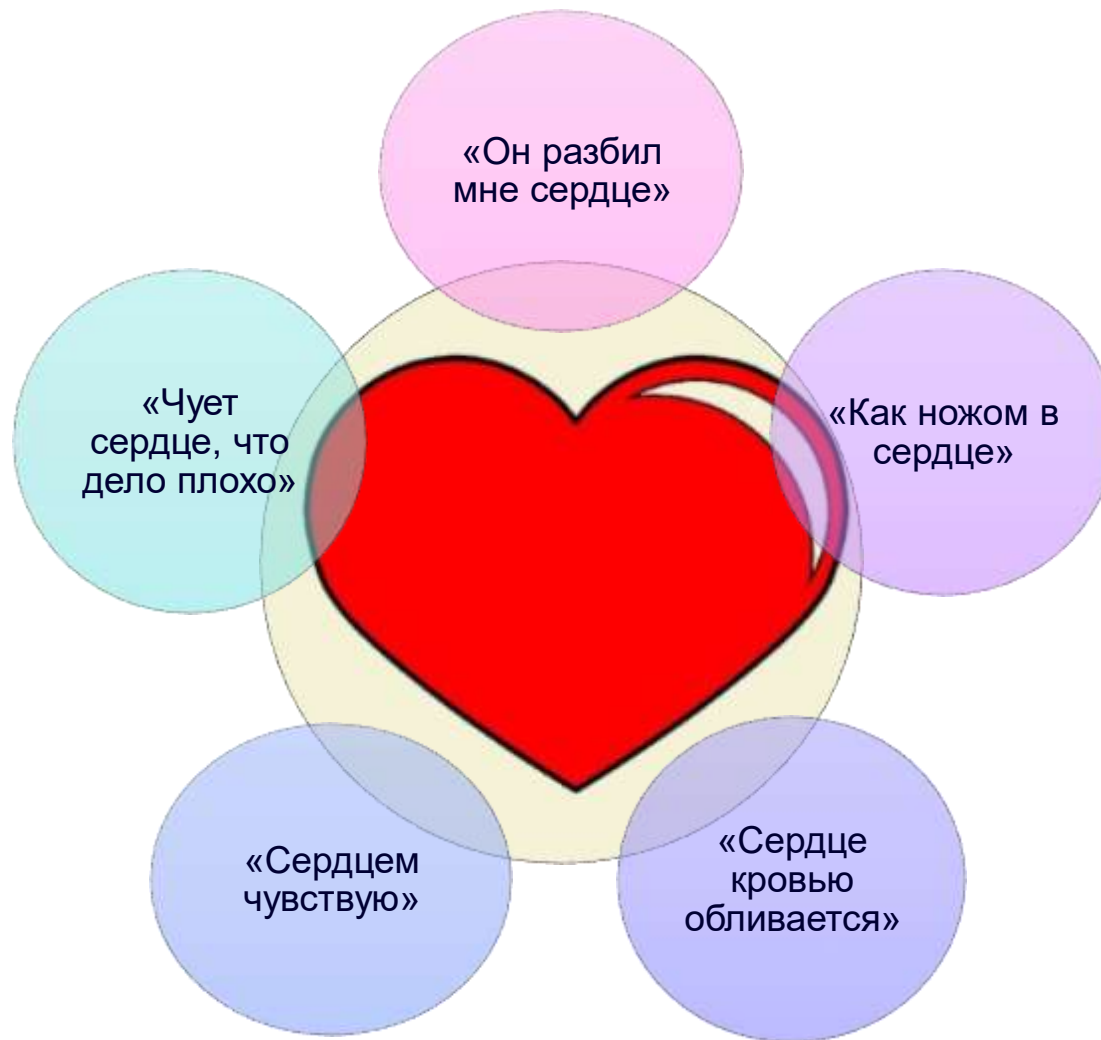 «Он разбил
мне сердце»
«Как ножом в
сердце»
«Сердце
кровью
обливается»
«Сердцем
чувствую»
«Чует
сердце, что
дело плохо»